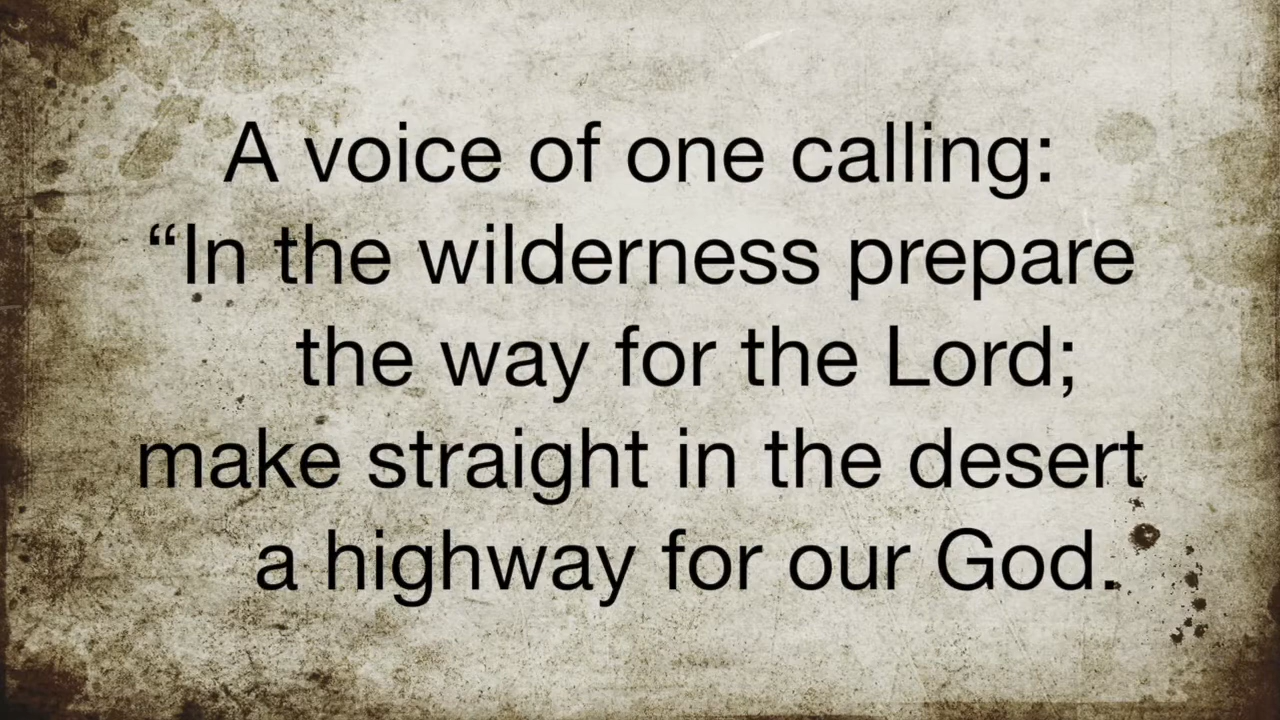 A voice of one calling:
“In the wilderness prepare
the way for the Lord;
make straight in the desert
a highway for our God.